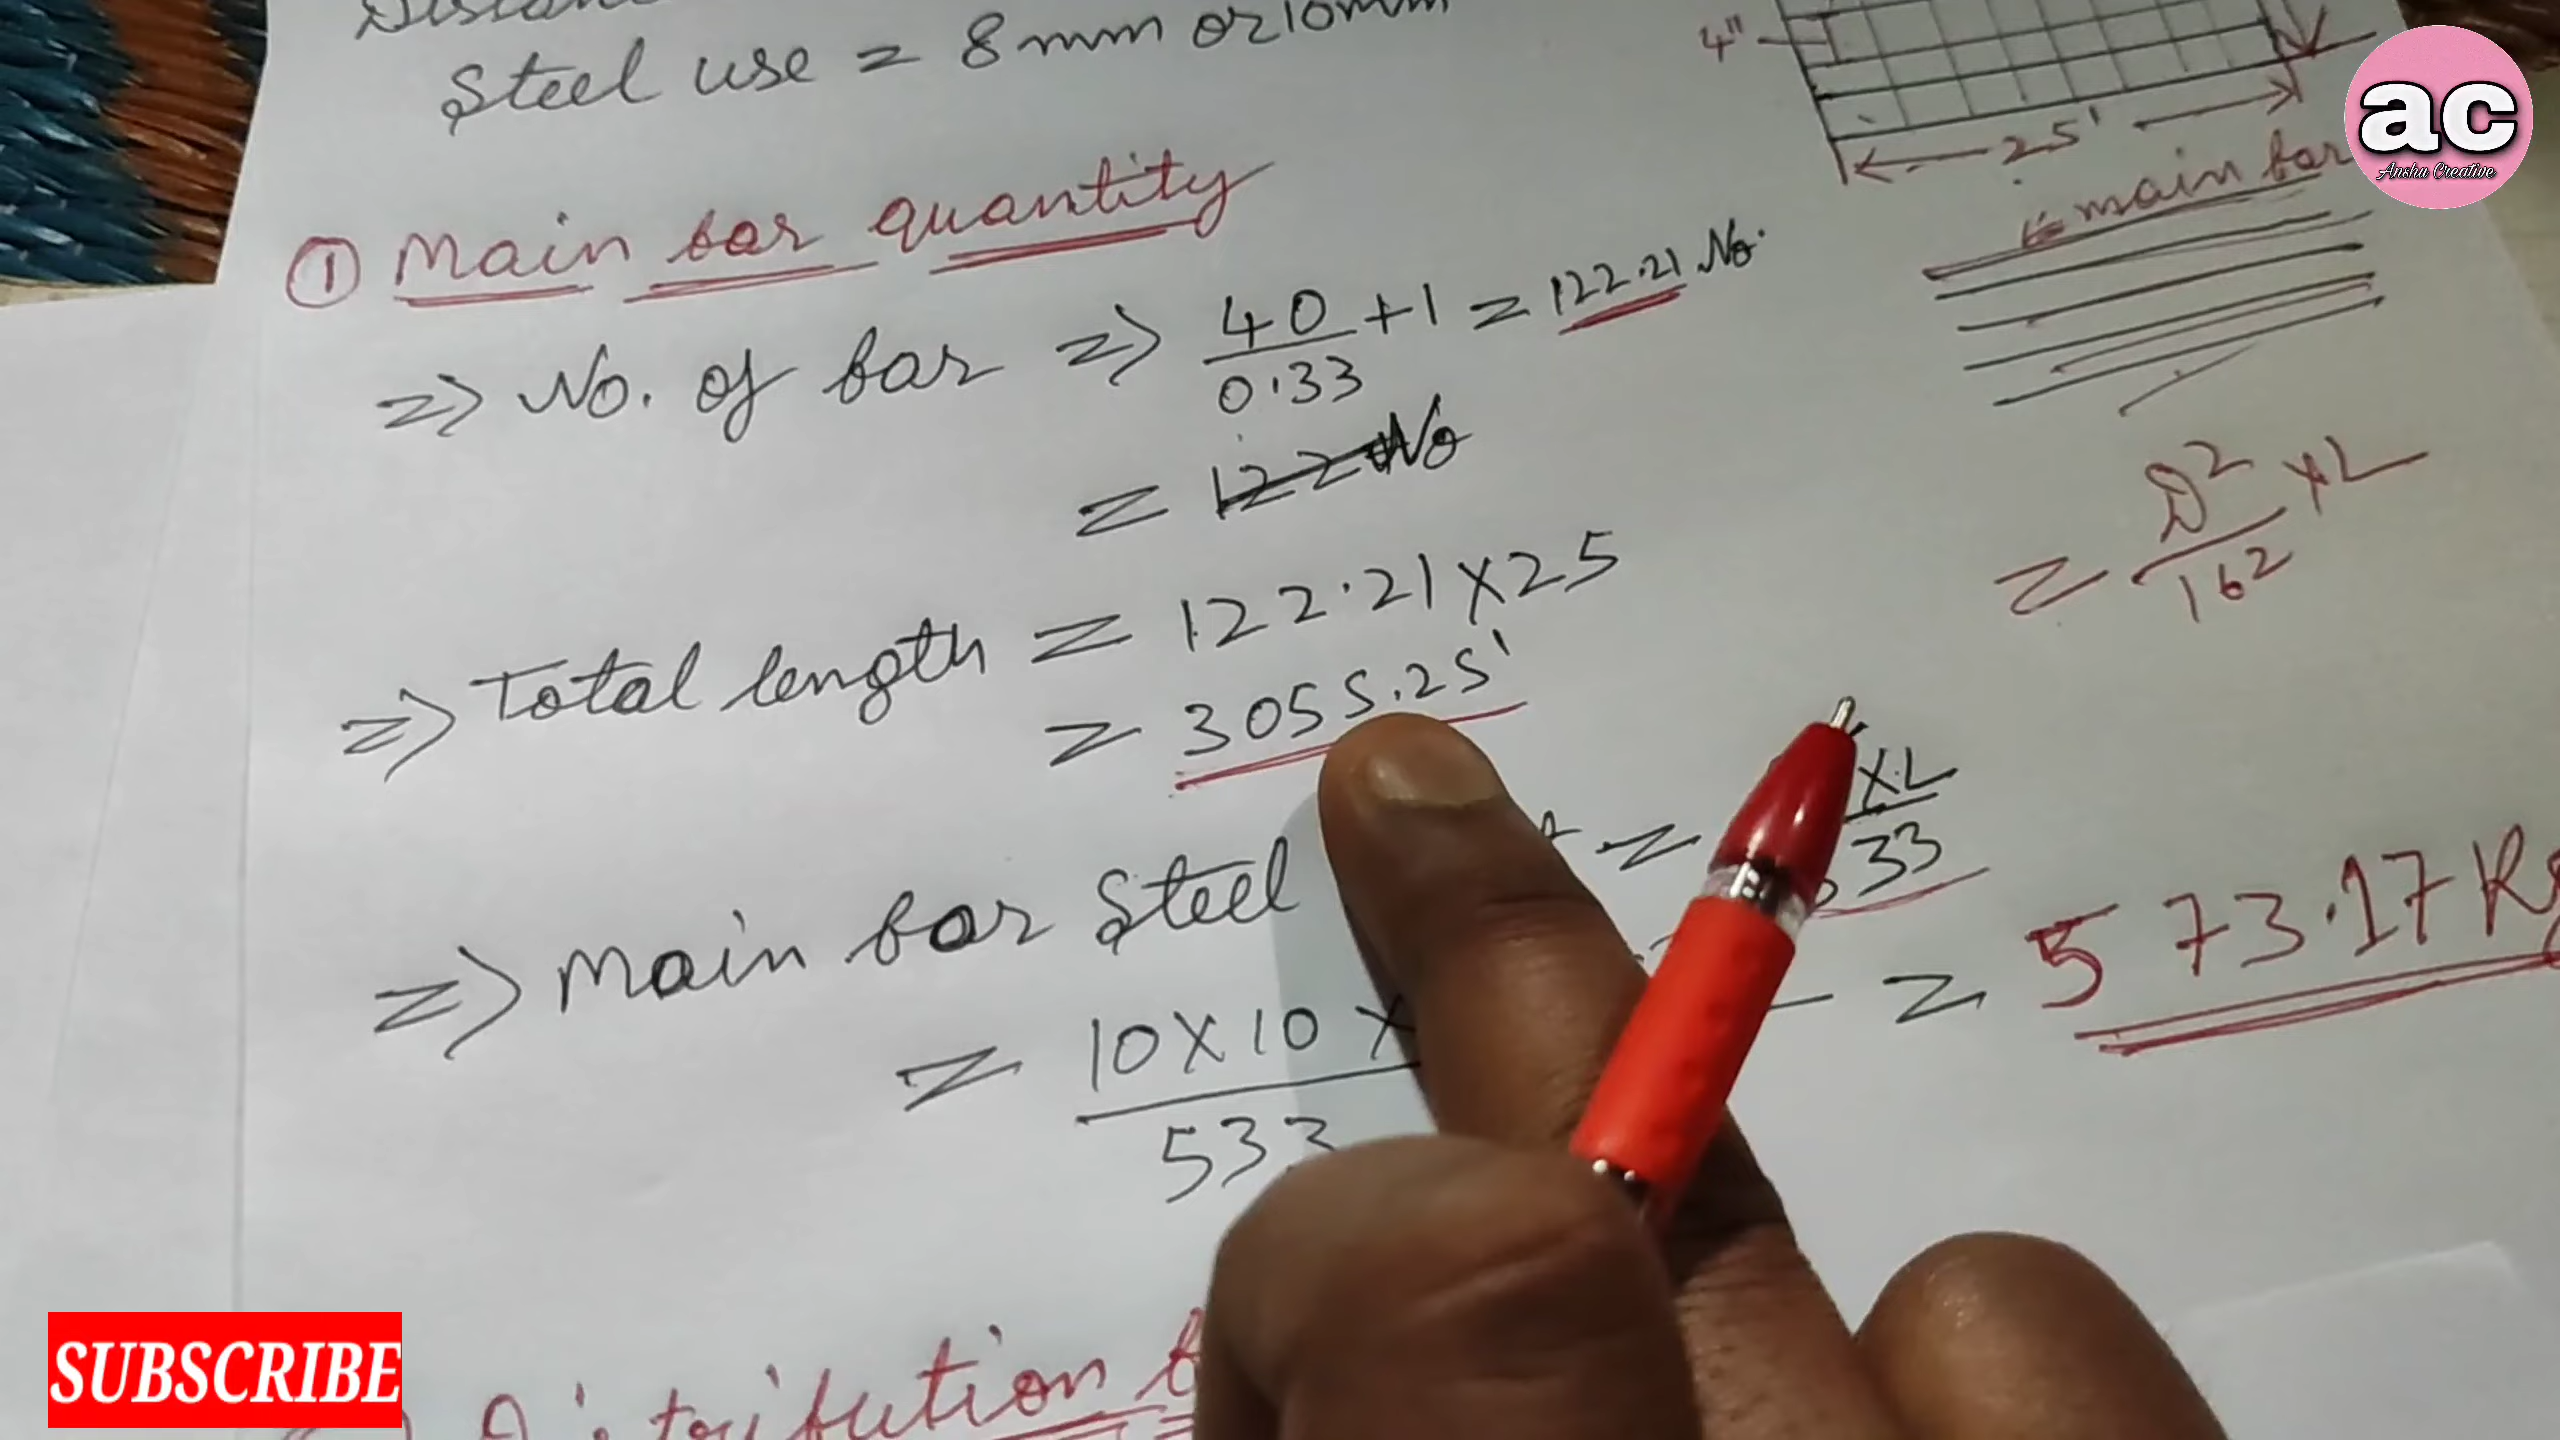 Steel use = 8mm or 10mm
4"
25'
main bar
ac
Anshu Creative
① Main bar quantity
⇒ No. of bar ⇒ 40/0.33 + 1 = 122.21 No.
= 122 No
⇒ Total length = 122.21 × 25
= 3055.25'
= D²/162 × L
⇒ Main bar Steel
=
× L
33
= 10 × 10 ×
533
= 573.17 Kg
SUBSCRIBE